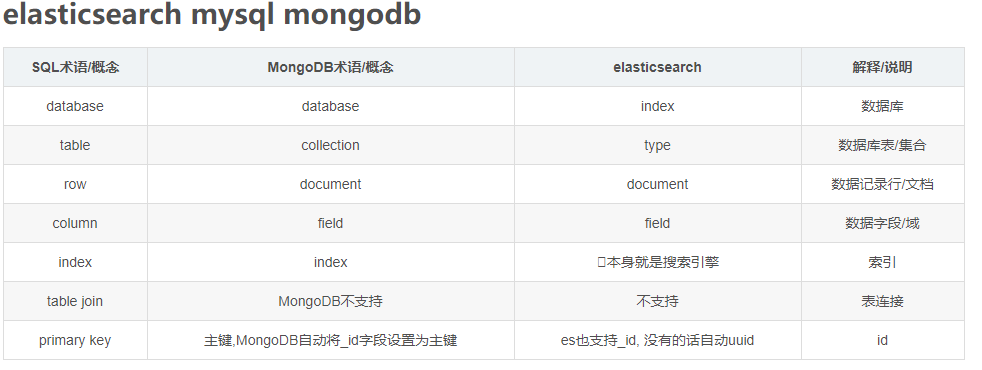 elasticsearch mysql mongodb
SQL术语/概念 MongoDB术语/概念 elasticsearch 解释/说明
database database index 数据库
table collection type 数据库表/集合
row document document 数据记录行/文档
column field field 数据字段/域
index index 本身就是搜索引擎 索引
table join MongoDB不支持 不支持 表连接
primary key 主键,MongoDB自动将_id字段设置为主键 es也支持_id, 没有的话自动uuid id